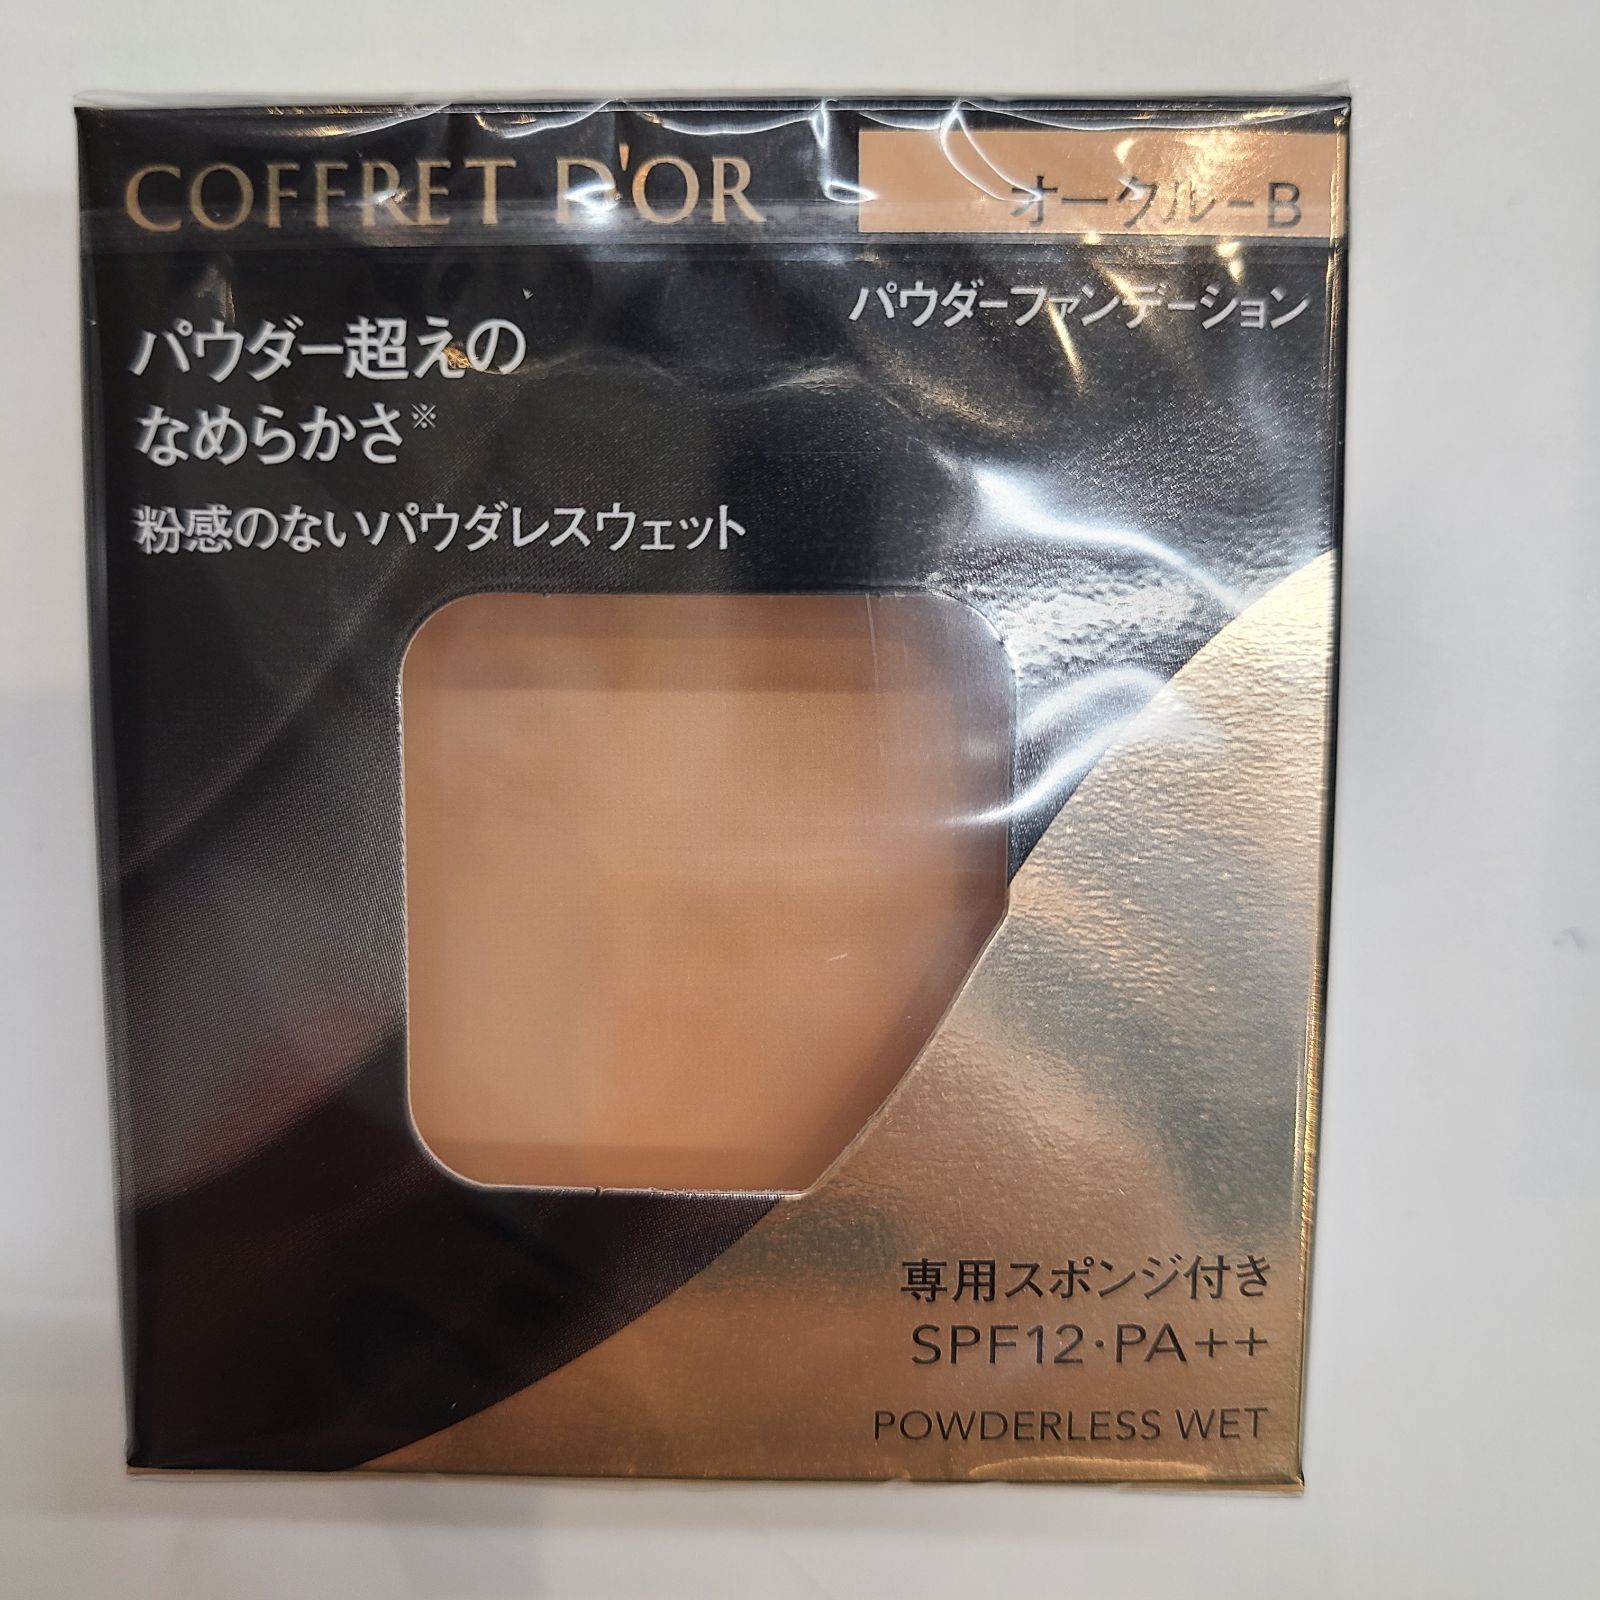 COFFRET D'OR
オークル-B
パウダーファンデーション
パウダー超えの
なめらかさ※
粉感のないパウダレスウェット
専用スポンジ付き
SPF12・PA++
POWDERLESS WET